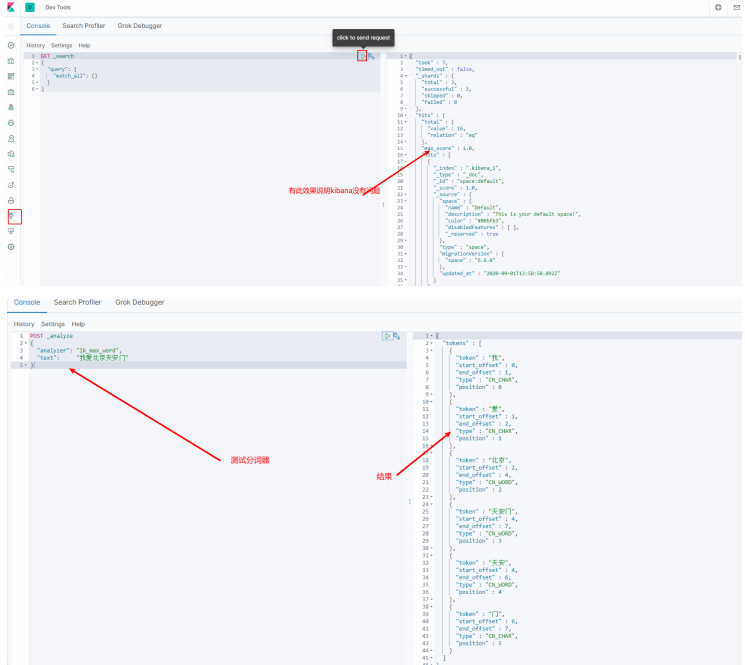 Dev Tools
Console Search Profiler Grok Debugger
click to send request
History Settings Help
1 GET _search
2 {
3 "query": {
4 "match_all": {}
5 }
6 }
1 {
2 "took" : 7,
3 "timed_out" : false,
4 "_shards" : {
5 "total" : 3,
6 "successful" : 3,
7 "skipped" : 0,
8 "failed" : 0
9 },
10 "hits" : {
11 "total" : {
12 "value" : 16,
13 "relation" : "eq"
14 },
15 "max_score" : 1.0,
16 "hits" : [
17 {
18 "_index" : ".kibana_1",
19 "_type" : "_doc",
20 "_id" : "space:default",
21 "_score" : 1.0,
22 "_source" : {
23 "space" : {
24 "name" : "Default",
25 "description" : "This is your default space!",
26 "color" : "#00bfb3",
27 "disabledFeatures" : [ ],
28 "_reserved" : true
29 },
30 "type" : "space",
31 "migrationVersion" : {
32 "space" : "6.6.0"
33 },
34 "updated_at" : "2020-09-01T13:58:50.892Z"
35 }
有此效果说明kibana没有问题
Console Search Profiler Grok Debugger
History Settings Help
1 POST _analyze
2 {
3 "analyzer": "ik_max_word",
4 "text": "我爱北京天安门"
5 }
测试分词器
结果
1 {
2 "tokens" : [
3 {
4 "token" : "我",
5 "start_offset" : 0,
6 "end_offset" : 1,
7 "type" : "CN_CHAR",
8 "position" : 0
9 },
10 {
11 "token" : "爱",
12 "start_offset" : 1,
13 "end_offset" : 2,
14 "type" : "CN_CHAR",
15 "position" : 1
16 },
17 {
18 "token" : "北京",
19 "start_offset" : 2,
20 "end_offset" : 4,
21 "type" : "CN_WORD",
22 "position" : 2
23 },
24 {
25 "token" : "天安门",
26 "start_offset" : 4,
27 "end_offset" : 7,
28 "type" : "CN_WORD",
29 "position" : 3
30 },
31 {
32 "token" : "天安",
33 "start_offset" : 4,
34 "end_offset" : 6,
35 "type" : "CN_WORD",
36 "position" : 4
37 },
38 {
39 "token" : "门",
40 "start_offset" : 6,
41 "end_offset" : 7,
42 "type" : "CN_CHAR",
43 "position" : 5
44 }
45 ]